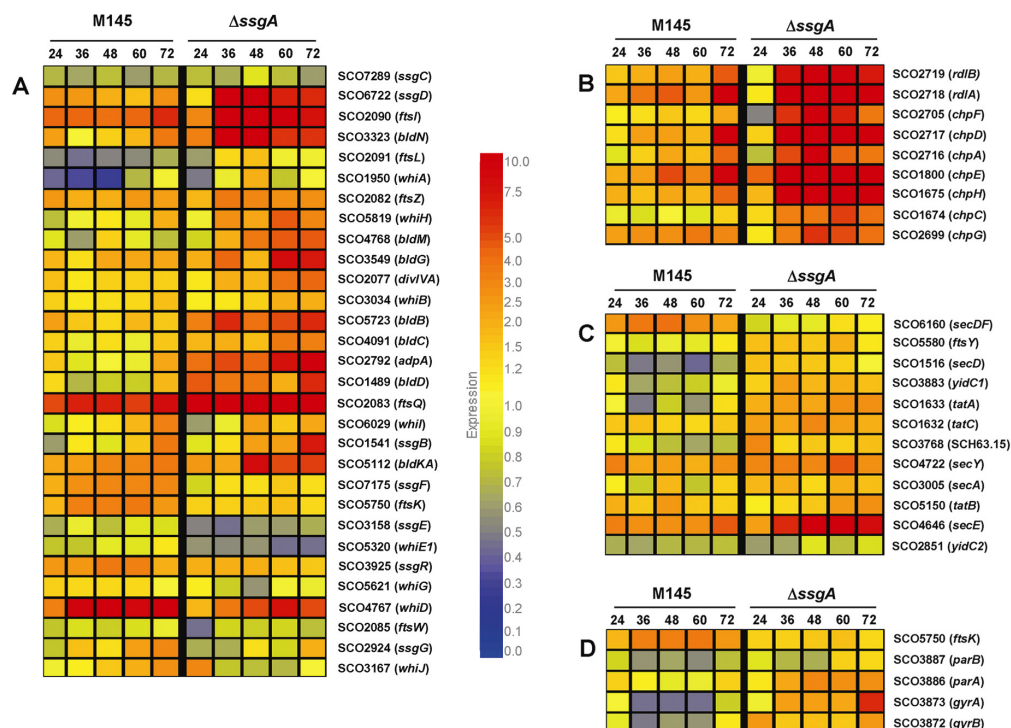 A
M145 ΔssgA
24 36 48 60 72 24 36 48 60 72
SCO7289 (ssgC)
SCO6722 (ssgD)
SCO2090 (ftsI)
SCO3323 (bldN)
SCO2091 (ftsL)
SCO1950 (whiA)
SCO2082 (ftsZ)
SCO5819 (whiH)
SCO4768 (bldM)
SCO3549 (bldG)
SCO2077 (divIVA)
SCO3034 (whiB)
SCO5723 (bldB)
SCO4091 (bldC)
SCO2792 (adpA)
SCO1489 (bldD)
SCO2083 (ftsQ)
SCO6029 (whiI)
SCO1541 (ssgB)
SCO5112 (bldKA)
SCO7175 (ssgF)
SCO5750 (ftsK)
SCO3158 (ssgE)
SCO5320 (whiE1)
SCO3925 (ssgR)
SCO5621 (whiG)
SCO4767 (whiD)
SCO2085 (ftsW)
SCO2924 (ssgG)
SCO3167 (whiJ)
Expression
10.0
7.5
5.0
4.0
3.0
2.5
2.0
1.5
1.2
1.0
0.9
0.8
0.7
0.6
0.5
0.4
0.3
0.2
0.1
0.0
B
M145 ΔssgA
24 36 48 60 72 24 36 48 60 72
SCO2719 (rdlB)
SCO2718 (rdlA)
SCO2705 (chpF)
SCO2717 (chpD)
SCO2716 (chpA)
SCO1800 (chpE)
SCO1675 (chpH)
SCO1674 (chpC)
SCO2699 (chpG)
C
M145 ΔssgA
24 36 48 60 72 24 36 48 60 72
SCO6160 (secDF)
SCO5580 (ftsY)
SCO1516 (secD)
SCO3883 (yidC1)
SCO1633 (tatA)
SCO1632 (tatC)
SCO3768 (SCH63.15)
SCO4722 (secY)
SCO3005 (secA)
SCO5150 (tatB)
SCO4646 (secE)
SCO2851 (yidC2)
D
M145 ΔssgA
24 36 48 60 72 24 36 48 60 72
SCO5750 (ftsK)
SCO3887 (parB)
SCO3886 (parA)
SCO3873 (gyrA)
SCO3872 (gyrB)